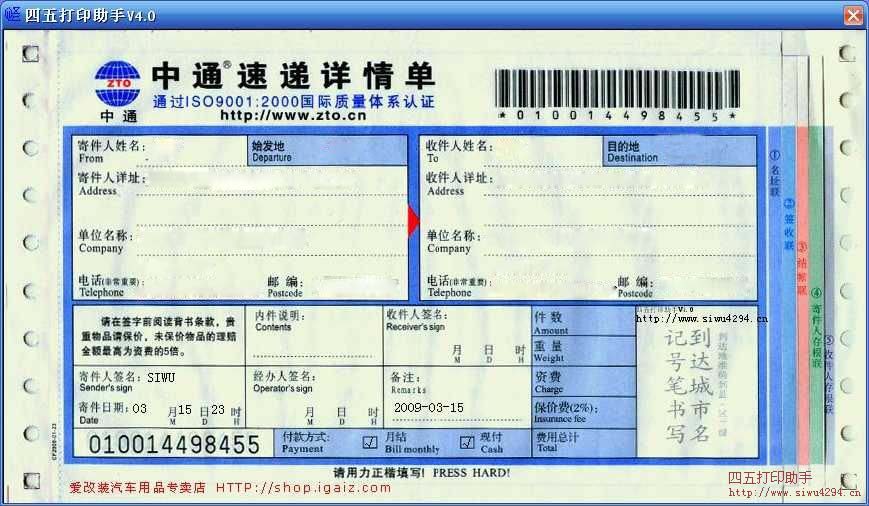 四五打印助手V4.0
ZTO
中通
中通®速递详情单
通过ISO9001:2000国际质量体系认证
http://www.zto.cn
*010014498455*
寄件人姓名:
From
始发地
Departure
收件人姓名:
To
目的地
Destination
寄件人详址:
Address
收件人详址:
Address
单位名称:
Company
单位名称:
Company
电话(非常重要):
Telephone
邮 编:
Postcode
电话(非常重要):
Telephone
邮 编:
Postcode
①名址联
②签收联
③结帐联
④寄件人存根联
⑤收件人存根联
请在签字前阅读背书条款,贵
重物品请保价,未保价物品的理赔
金额最高为资费的5倍。
内件说明:
Contents
收件人签名:
Receiver's sign
月 日 时
M D H
件 数
Amount
重 量
Weight
四五打印助手V4.0
http://www.siwu4294.cn
到达城市名
记号笔书写
寄件人签名: SIWU
Sender's sign
经办人签名:
Operator's sign
备注:
Remarks
资费
Charge
寄件日期: 03 月15 日23 时
Date M D H
月 日 时
M D H
2009-03-15
保价费(2%):
Insurance fee
010014498455
付款方式:
Payment
月结
Bill monthly
现付
Cash
费用总计
Total
请用力正楷填写! PRESS HARD!
爱改装汽车用品专卖店 HTTP://shop.igaiz.com
四五打印助手
http://www.siwu4294.cn